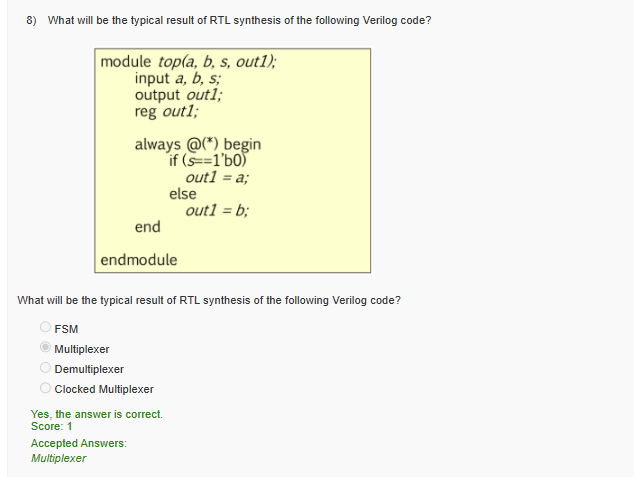 8) What will be the typical result of RTL synthesis of the following Verilog code?
module top(a, b, s, out1);
input a, b, s;
output out1;
reg out1;
always @(*) begin
if (s==1'b0)
out1 = a;
else
out1 = b;
end
endmodule
What will be the typical result of RTL synthesis of the following Verilog code?
FSM
Multiplexer
Demultiplexer
Clocked Multiplexer
Yes, the answer is correct.
Score: 1
Accepted Answers:
Multiplexer